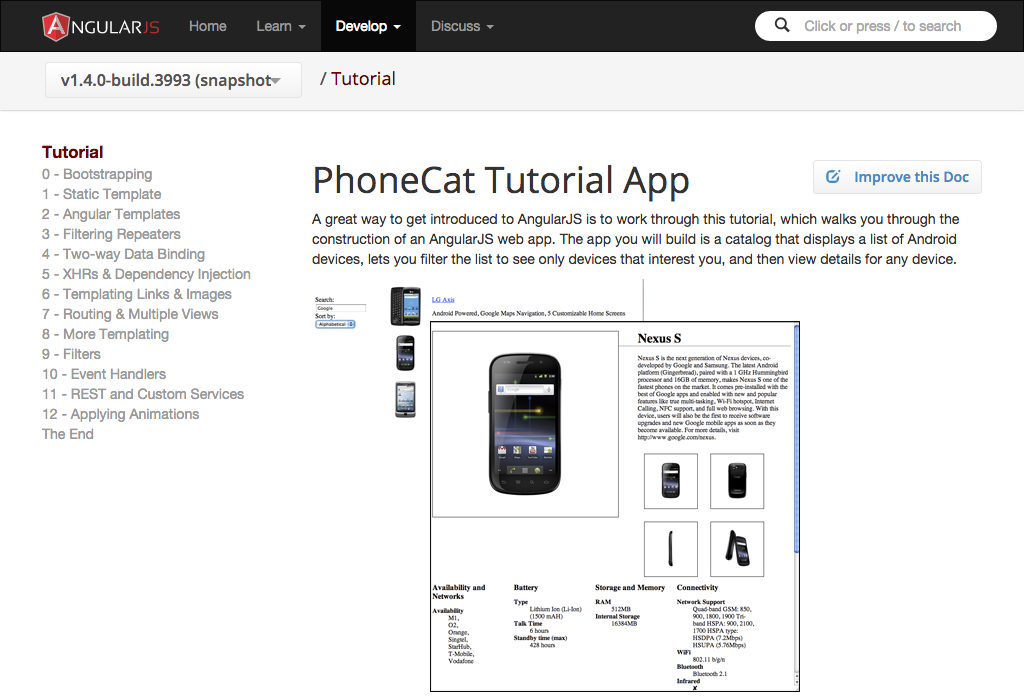 ANGULARJS Home Learn Develop Discuss Click or press / to search
v1.4.0-build.3993 (snapshot / Tutorial
Tutorial
0 - Bootstrapping
1 - Static Template
2 - Angular Templates
3 - Filtering Repeaters
4 - Two-way Data Binding
5 - XHRs & Dependency Injection
6 - Templating Links & Images
7 - Routing & Multiple Views
8 - More Templating
9 - Filters
10 - Event Handlers
11 - REST and Custom Services
12 - Applying Animations
The End
PhoneCat Tutorial App
Improve this Doc
A great way to get introduced to AngularJS is to work through this tutorial, which walks you through the
construction of an AngularJS web app. The app you will build is a catalog that displays a list of Android
devices, lets you filter the list to see only devices that interest you, and then view details for any device.
Search:
Google
Sort by:
Alphabetical
LG Axis
Android Powered, Google Maps Navigation, 5 Customizable Home Screens
Nexus S
Nexus S is the next generation of Nexus devices, co-
developed by Google and Samsung. The latest Android
platform (Gingerbread), paired with a 1 GHz Hummingbird
processor and 16GB of memory, makes Nexus S one of the
fastest phones on the market. It comes pre-installed with the
best of Google apps and enabled with new and popular
features like true multi-tasking, Wi-Fi hotspot, Internet
Calling, NFC support, and full web browsing. With this
device, users will also be the first to receive software
upgrades and new Google mobile apps as soon as they
become available. For more details, visit
http://www.google.com/nexus.
Availability and
Networks
Availability
M1,
O2,
Orange,
Singtel,
StarHub,
T-Mobile,
Vodafone
Battery
Type
Lithium Ion (Li-Ion)
(1500 mAH)
Talk Time
6 hours
Standby time (max)
428 hours
Storage and Memory
RAM
512MB
Internal Storage
16384MB
Connectivity
Network Support
Quad-band GSM: 850,
900, 1800, 1900 Tri-
band HSPA: 900, 2100,
1700 HSPA type:
HSDPA (7.2Mbps)
HSUPA (5.76Mbps)
WiFi
802.11 b/g/n
Bluetooth
Bluetooth 2.1
Infrared
✘